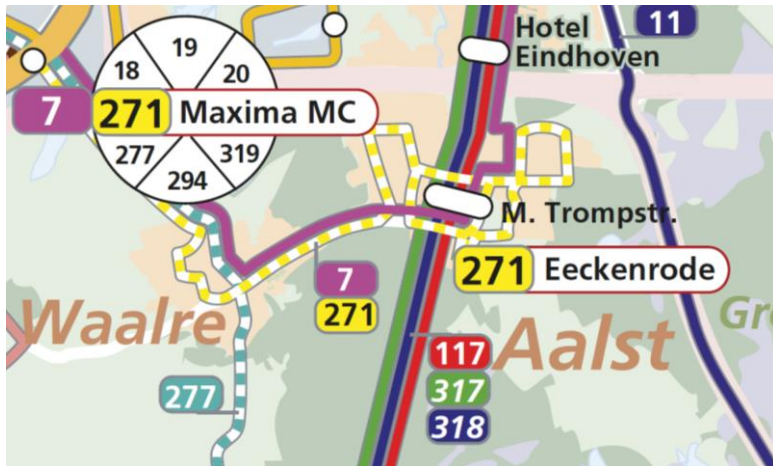 Hotel
Eindhoven
11
19
18
20
7
271
Maxima MC
277
319
294
M. Trompstr.
271
Eeckenrode
7
271
Waalre
Aalst
Gr
117
317
318
277